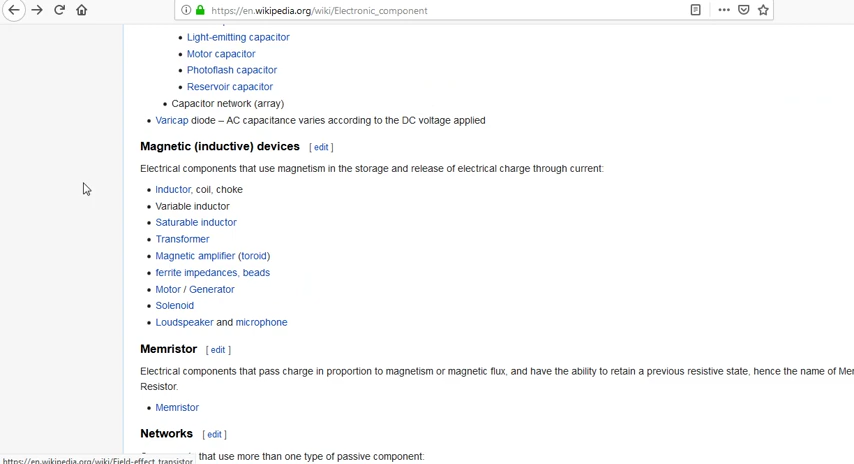 https://en.wikipedia.org/wiki/Electronic_component
Light-emitting capacitor
Motor capacitor
Photoflash capacitor
Reservoir capacitor
Capacitor network (array)
Varicap diode – AC capacitance varies according to the DC voltage applied
Magnetic (inductive) devices [ edit ]
Electrical components that use magnetism in the storage and release of electrical charge through current:
Inductor, coil, choke
Variable inductor
Saturable inductor
Transformer
Magnetic amplifier (toroid)
ferrite impedances, beads
Motor / Generator
Solenoid
Loudspeaker and microphone
Memristor [ edit ]
Electrical components that pass charge in proportion to magnetism or magnetic flux, and have the ability to retain a previous resistive state, hence the name of
Resistor.
Memristor
Networks [ edit ]
that use more than one type of passive component:
https://en.wikipedia.org/wiki/Field-effect_transistor